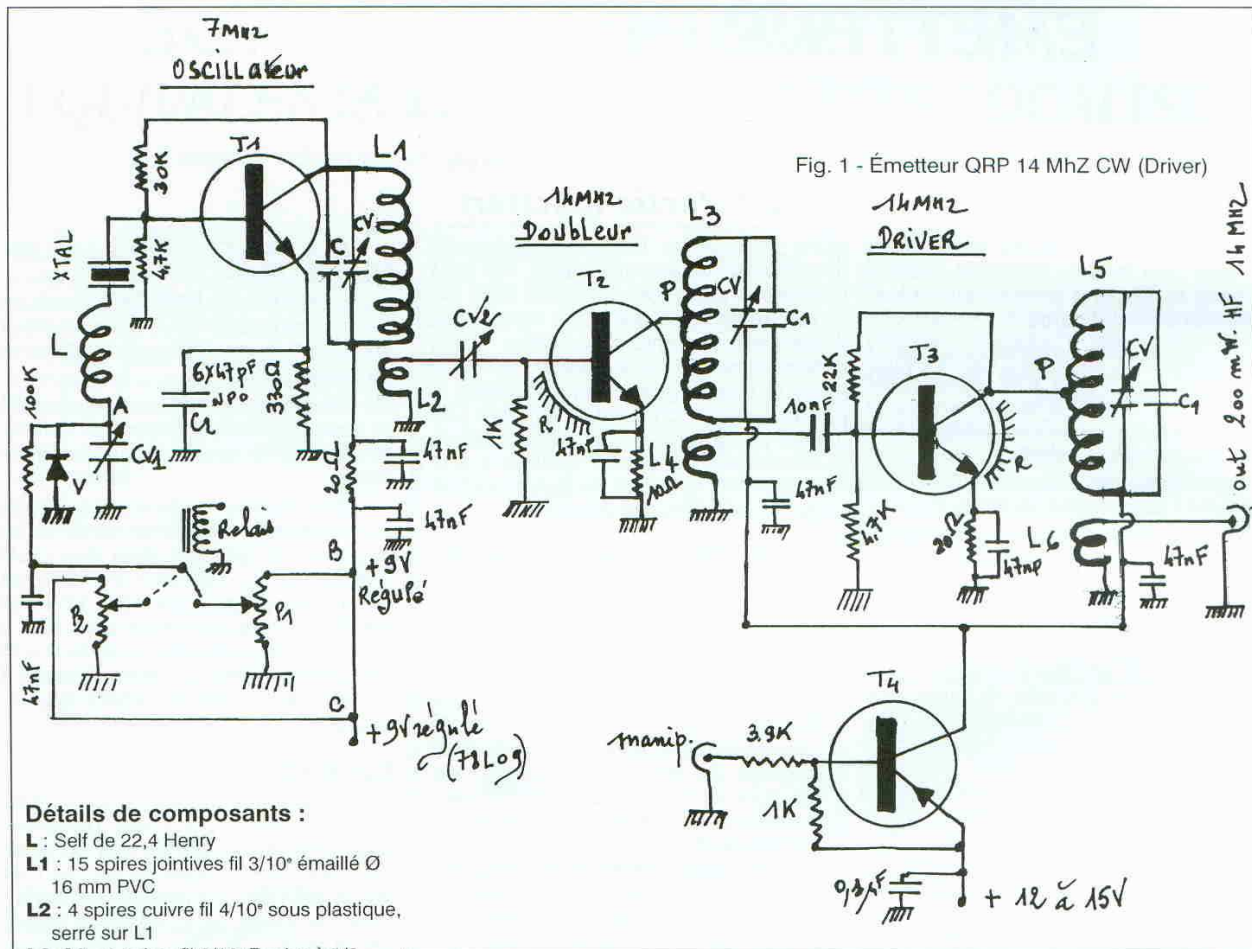 7MHz
OSCILLateur
Fig. 1 - Émetteur QRP 14 MhZ CW (Driver)
T1
L1
30K
4,7K
XTAL
C
CV
L
100K
A
CV1
V
6X47pF
NPO
C2
330Ω
14MHz
Doubleur
T2
P
L3
CV
C1
CV2
L2
1K
R
47nF
L4
10Ω
47nF
20Ω
47nF
47nF
10nF
22K
14MHz
DRIVER
T3
P
L5
CV
C1
R
4,7K
20Ω
47nF
L6
47nF
out 200 mW HF 14 MHz
Relais
B
+9V
Régulé
P2
P1
47nF
C
+9V régulé
(78L09)
T4
manip.
3.9K
1K
0,1µF
+ 12 à 15V
Détails de composants :
L : Self de 22,4 Henry
L1 : 15 spires jointives fil 3/10° émaillé Ø
16 mm PVC
L2 : 4 spires cuivre fil 4/10° sous plastique,
serré sur L1